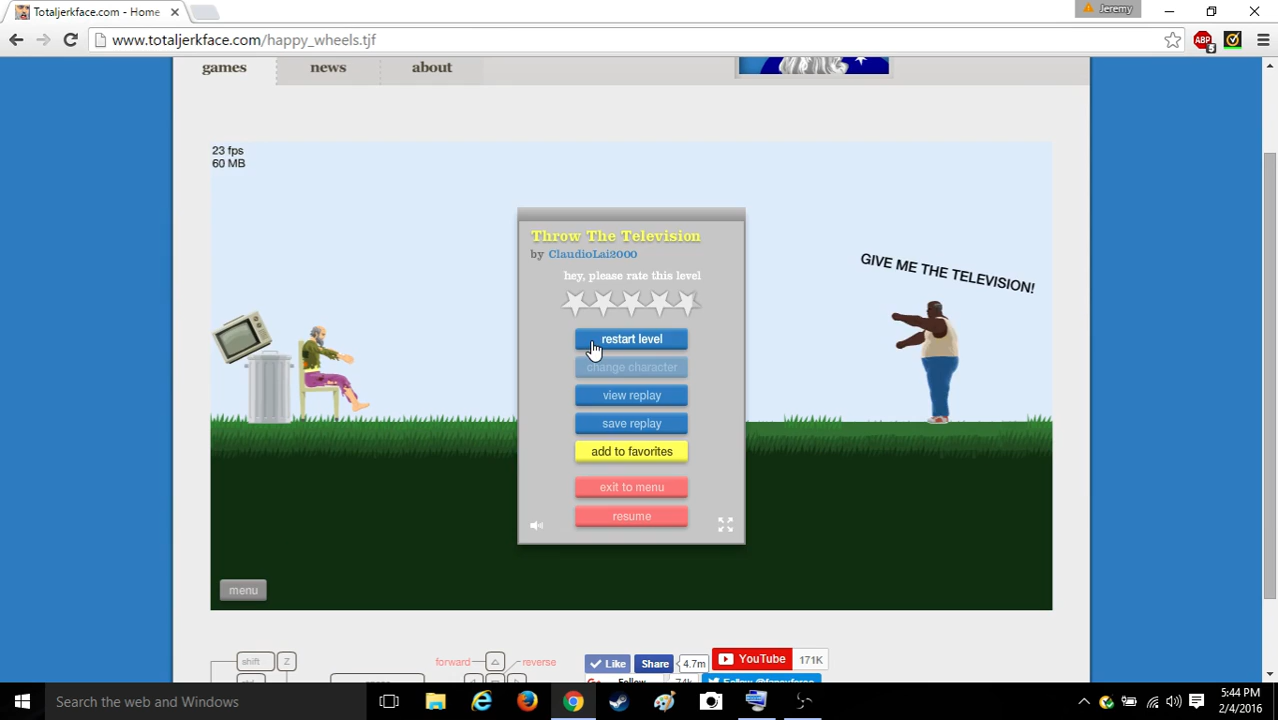 Totaljerkface.com - Home
Jeremy
www.totaljerkface.com/happy_wheels.tjf
ABP
5
games
news
about
23 fps
60 MB
Throw The Television
by ClaudioLai2000
hey, please rate this level
GIVE ME THE TELEVISION!
restart level
change character
view replay
save replay
add to favorites
exit to menu
resume
menu
shift
Z
forward
reverse
Like
Share
4.7m
YouTube
171K
Follow
Search the web and Windows
5:44 PM
2/4/2016